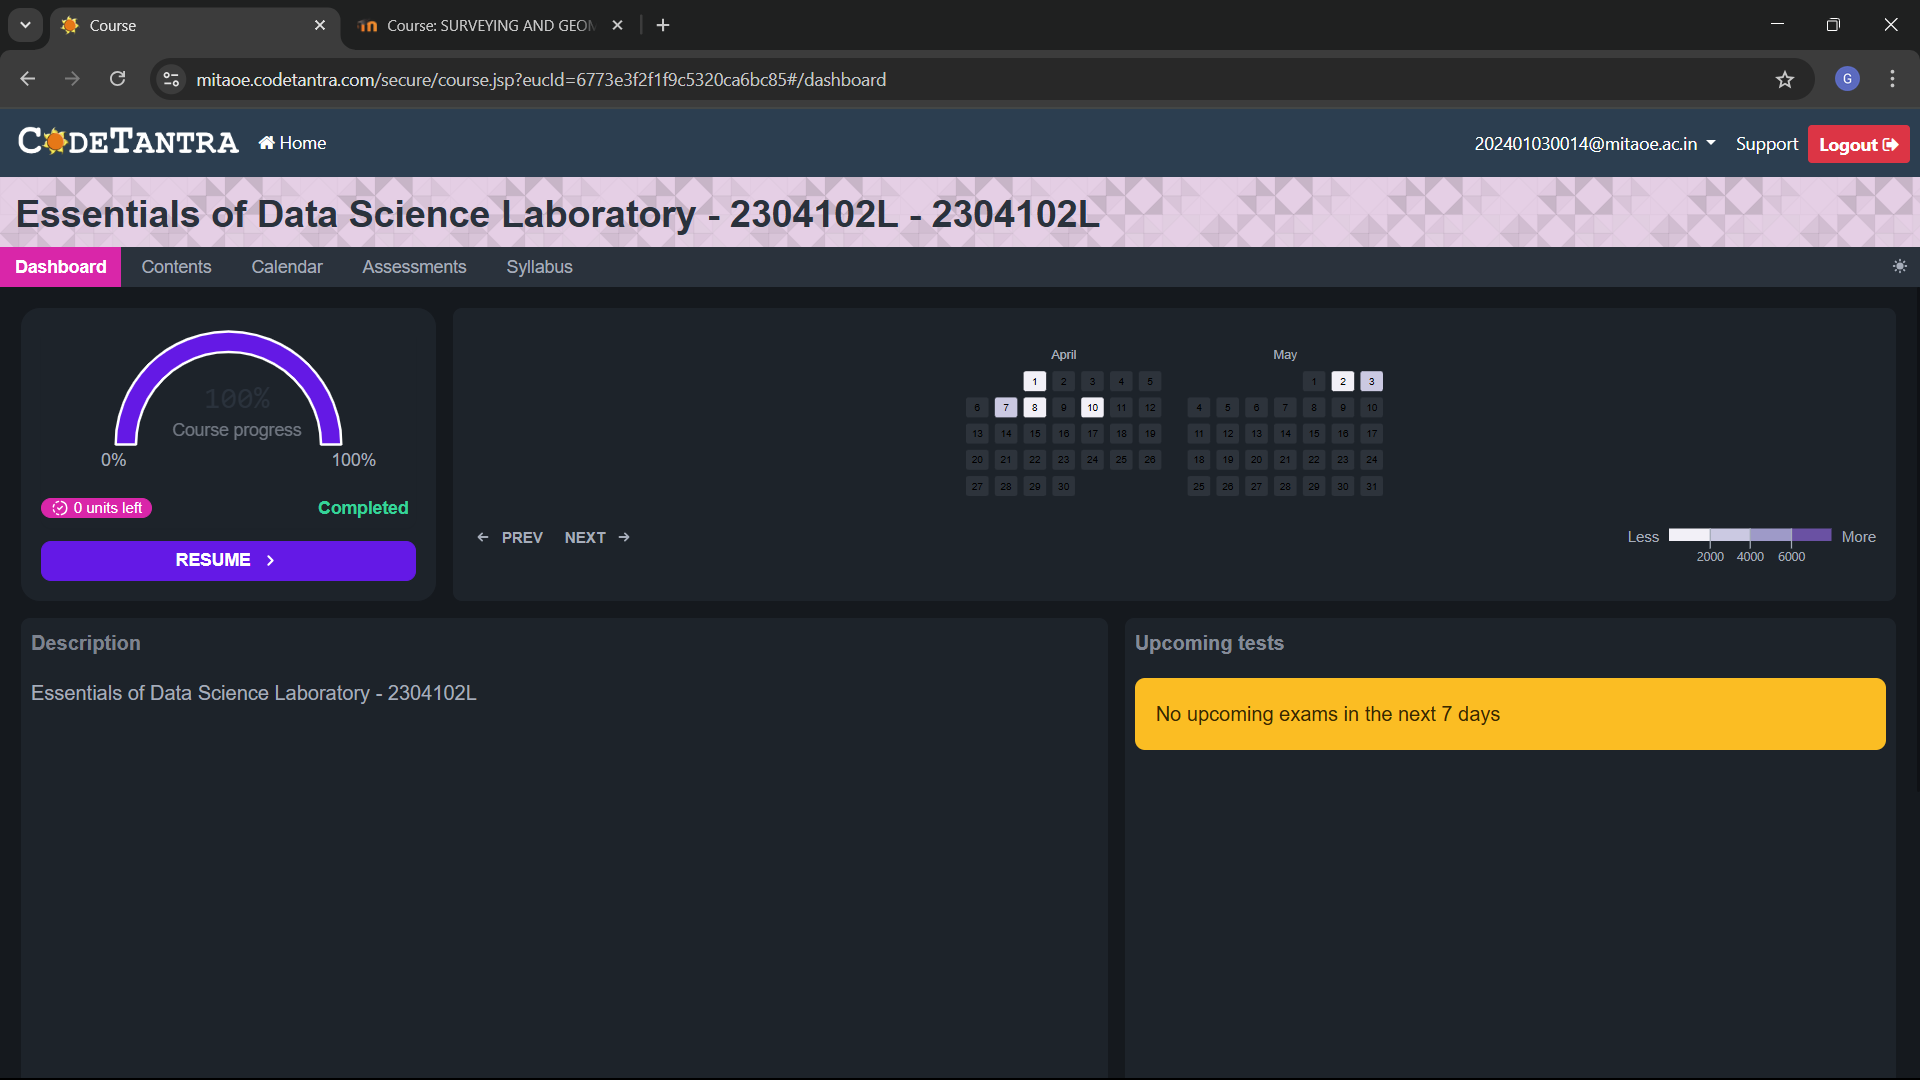 Course
Course: SURVEYING AND GEOM
mitaoe.codetantra.com/secure/course.jsp?eucId=6773e3f2f1f9c5320ca6bc85#/dashboard
G
CODETANTRA
Home
202401030014@mitaoe.ac.in
Support
Logout
Essentials of Data Science Laboratory - 2304102L - 2304102L
Dashboard
Contents
Calendar
Assessments
Syllabus
100%
Course progress
0%
100%
0 units left
Completed
RESUME
April
1 2 3 4 5
6 7 8 9 10 11 12
13 14 15 16 17 18 19
20 21 22 23 24 25 26
27 28 29 30
May
1 2 3
4 5 6 7 8 9 10
11 12 13 14 15 16 17
18 19 20 21 22 23 24
25 26 27 28 29 30 31
PREV
NEXT
Less
More
2000 4000 6000
Description
Essentials of Data Science Laboratory - 2304102L
Upcoming tests
No upcoming exams in the next 7 days